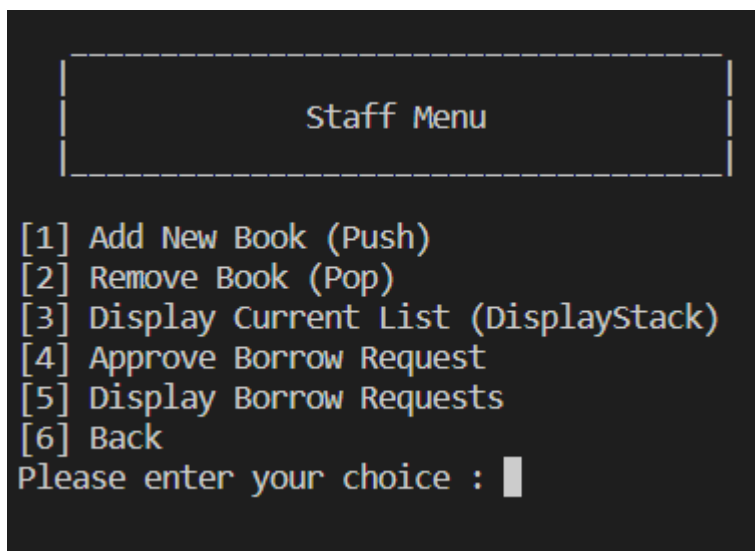 Staff Menu
[1] Add New Book (Push)
[2] Remove Book (Pop)
[3] Display Current List (DisplayStack)
[4] Approve Borrow Request
[5] Display Borrow Requests
[6] Back
Please enter your choice :